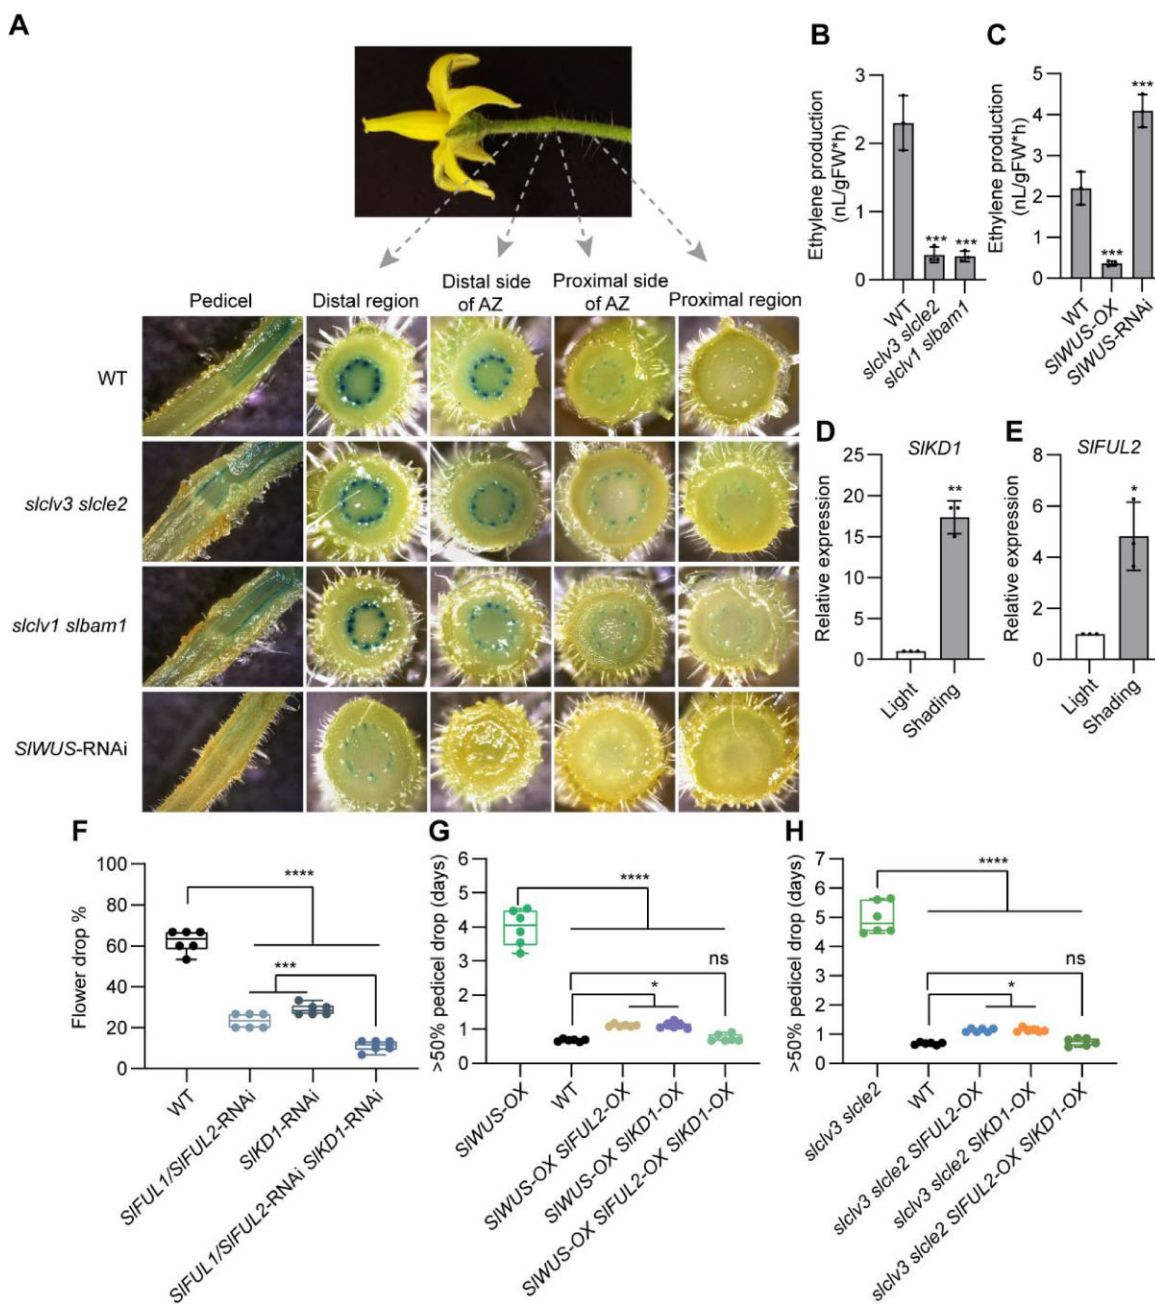 A
Pedicel
Distal region
Distal side
of AZ
Proximal side
of AZ
Proximal region
WT
slclv3 slcle2
slclv1 slbam1
SlWUS-RNAi
B
Ethylene production
(nL/gFW*h)
3
2
1
0
***
***
WT
slclv3 slcle2
slclv1 slbam1
C
Ethylene production
(nL/gFW*h)
5
4
3
2
1
0
***
***
WT
SlWUS-OX
SlWUS-RNAi
D
SlKD1
Relative expression
25
20
15
10
5
0
**
Light
Shading
E
SlFUL2
Relative expression
8
6
4
2
0
*
Light
Shading
F
Flower drop %
100
80
60
40
20
0
****
***
WT
SlFUL1/SlFUL2-RNAi
SlKD1-RNAi
SlFUL1/SlFUL2-RNAi SlKD1-RNAi
G
>50% pedicel drop (days)
6
5
4
3
2
1
0
****
ns
*
SlWUS-OX
WT
SlWUS-OX SlFUL2-OX
SlWUS-OX SlKD1-OX
SlWUS-OX SlFUL2-OX SlKD1-OX
H
>50% pedicel drop (days)
7
6
5
4
3
2
1
0
****
ns
*
slclv3 slcle2
WT
slclv3 slcle2 SlFUL2-OX
slclv3 slcle2 SlKD1-OX
slclv3 slcle2 SlFUL2-OX SlKD1-OX